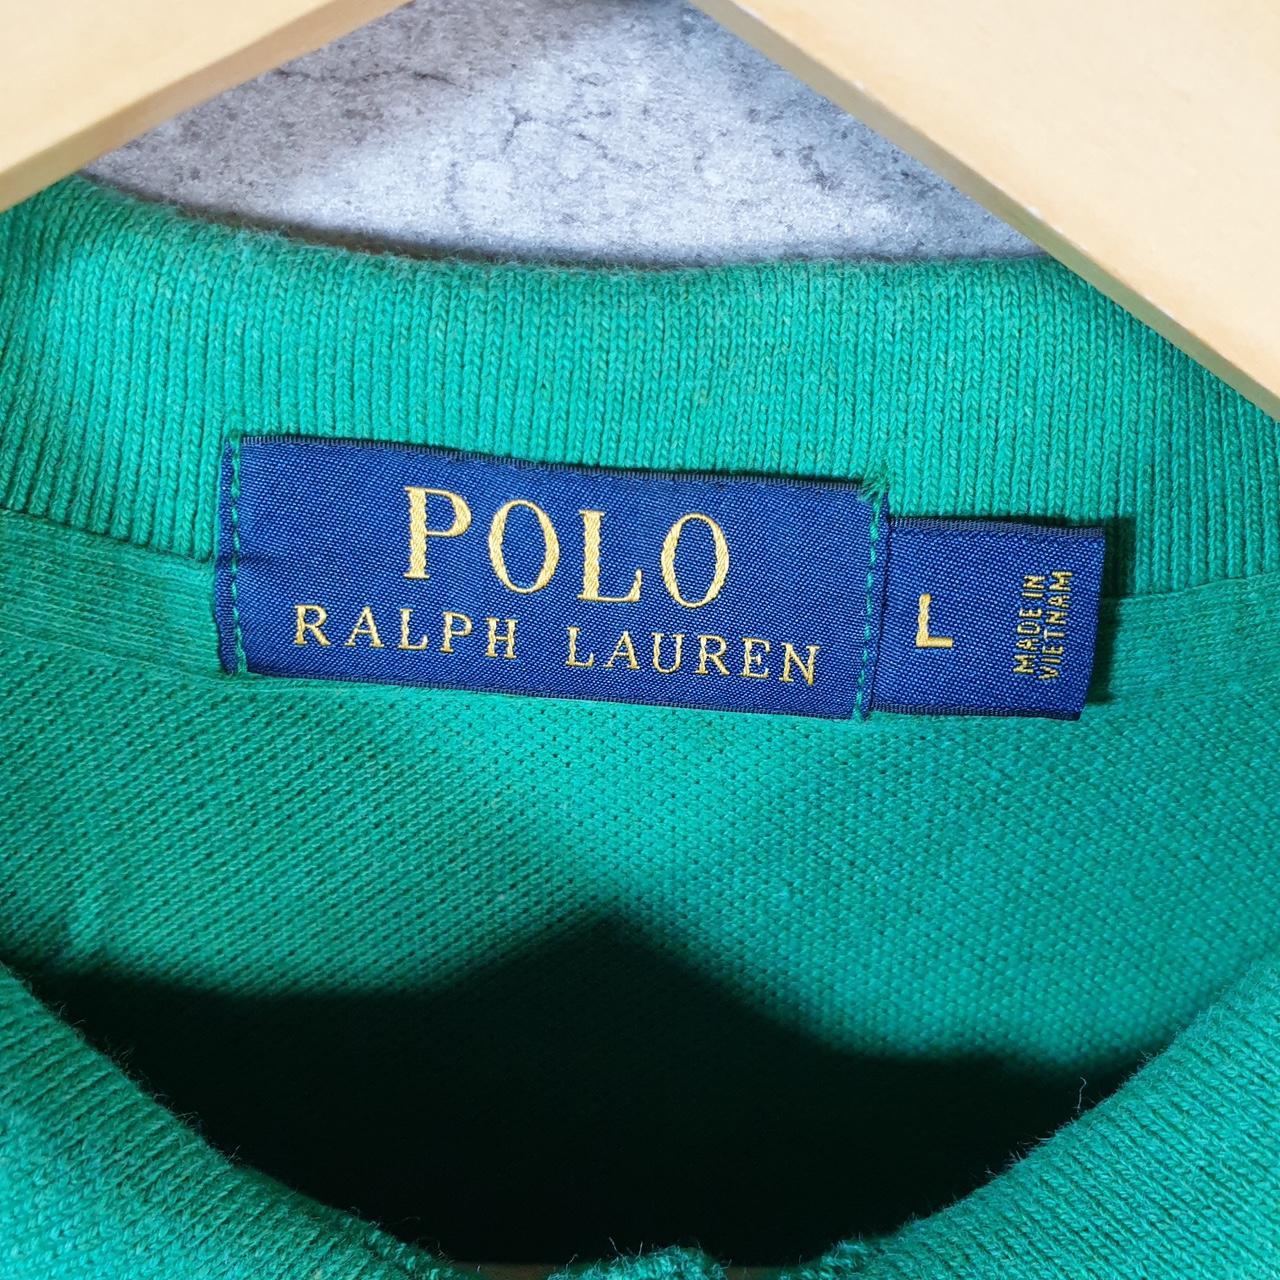 POLO
RALPH LAUREN
L
MADE IN
VIETNAM